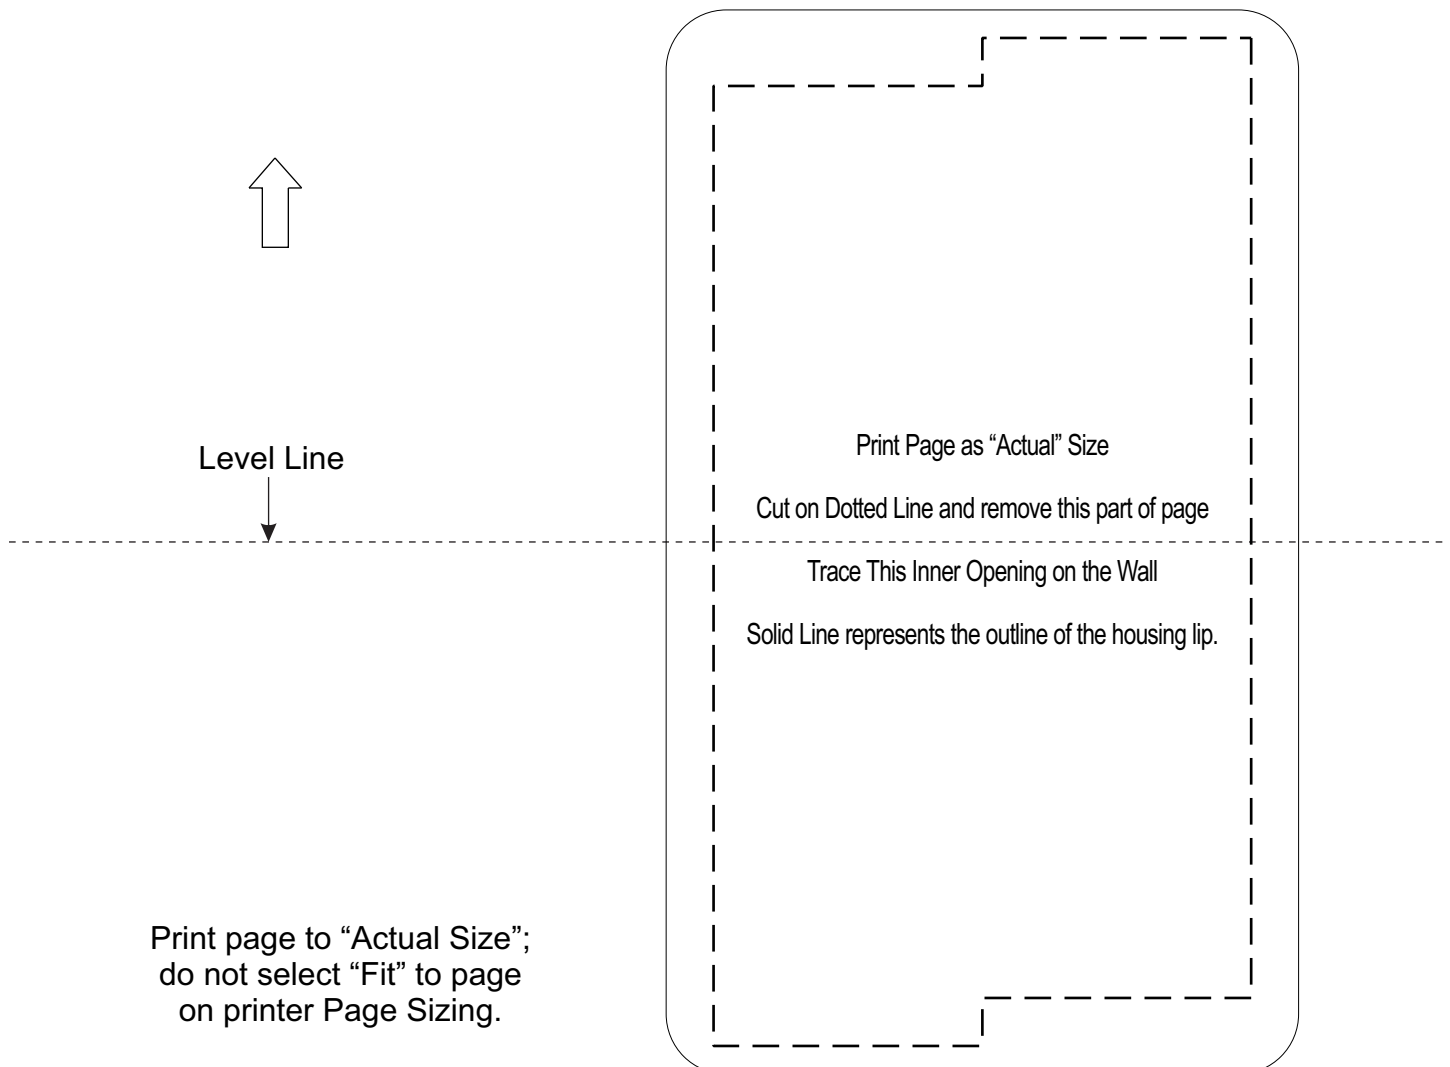 Level Line
Print Page as “Actual” Size
Cut on Dotted Line and remove this part of page
Trace This Inner Opening on the Wall
Solid Line represents the outline of the housing lip.
Print page to “Actual Size”;
do not select “Fit” to page
on printer Page Sizing.